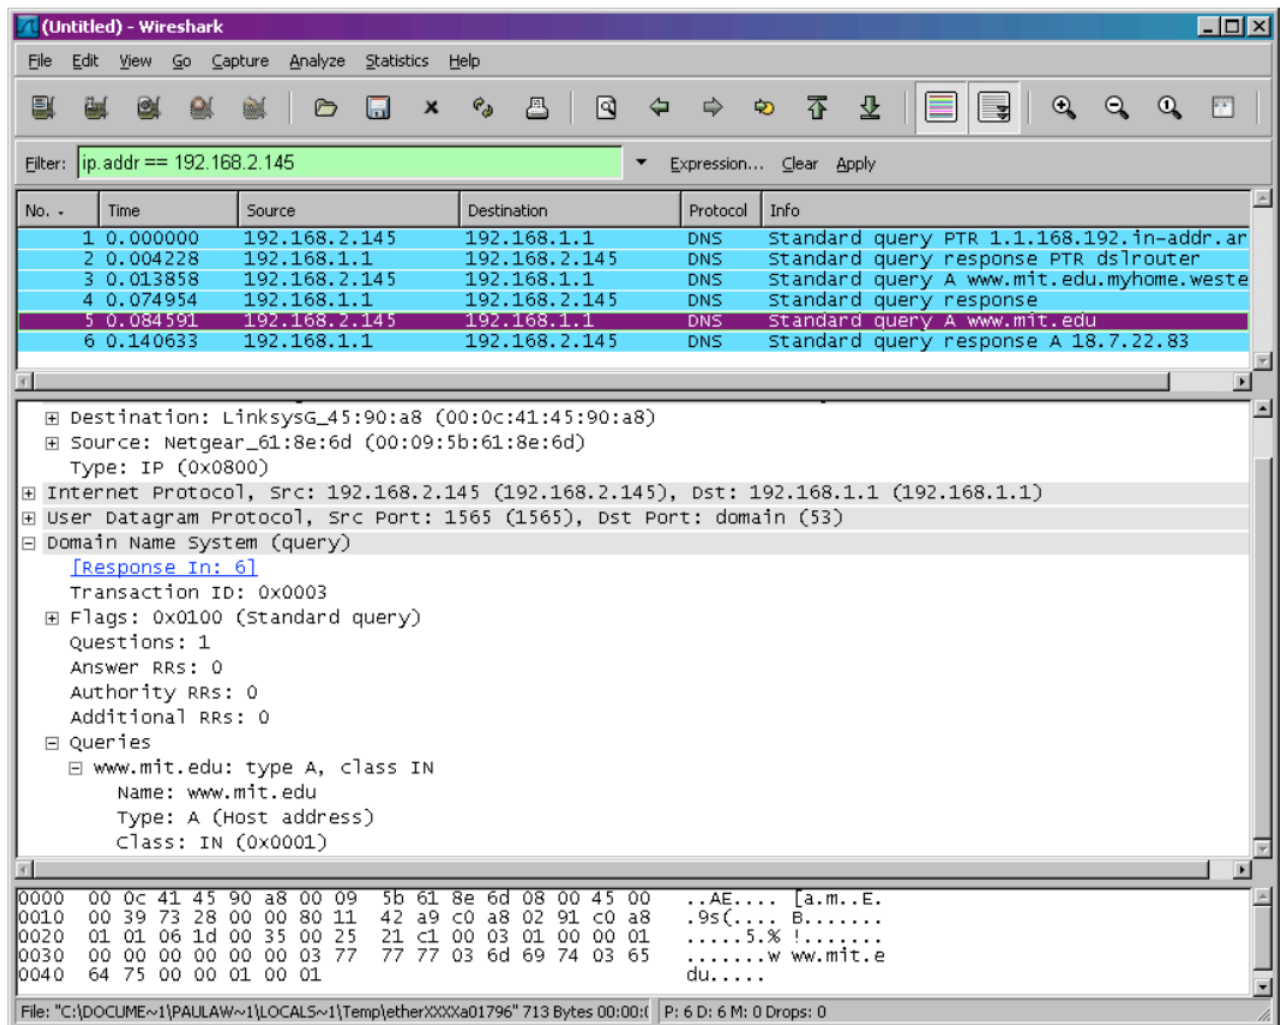 (Untitled) - Wireshark
File Edit View Go Capture Analyze Statistics Help
Filter: ip.addr == 192.168.2.145 Expression... Clear Apply
No. Time Source Destination Protocol Info
1 0.000000 192.168.2.145 192.168.1.1 DNS Standard query PTR 1.1.168.192.in-addr.ar
2 0.004228 192.168.1.1 192.168.2.145 DNS Standard query response PTR dslrouter
3 0.013858 192.168.2.145 192.168.1.1 DNS Standard query A www.mit.edu.myhome.weste
4 0.074954 192.168.1.1 192.168.2.145 DNS Standard query response
5 0.084591 192.168.2.145 192.168.1.1 DNS Standard query A www.mit.edu
6 0.140633 192.168.1.1 192.168.2.145 DNS Standard query response A 18.7.22.83
Destination: LinksysG_45:90:a8 (00:0c:41:45:90:a8)
Source: Netgear_61:8e:6d (00:09:5b:61:8e:6d)
Type: IP (0x0800)
Internet Protocol, Src: 192.168.2.145 (192.168.2.145), Dst: 192.168.1.1 (192.168.1.1)
User Datagram Protocol, Src Port: 1565 (1565), Dst Port: domain (53)
Domain Name System (query)
[Response In: 6]
Transaction ID: 0x0003
Flags: 0x0100 (Standard query)
Questions: 1
Answer RRs: 0
Authority RRs: 0
Additional RRs: 0
Queries
www.mit.edu: type A, class IN
Name: www.mit.edu
Type: A (Host address)
Class: IN (0x0001)
0000 00 0c 41 45 90 a8 00 09 5b 61 8e 6d 08 00 45 00 ..AE.... [a.m..E.
0010 00 39 73 28 00 00 80 11 42 a9 c0 a8 02 91 c0 a8 .9s(.... B.......
0020 01 01 06 1d 00 35 00 25 21 c1 00 03 01 00 00 01 .....5.% !.......
0030 00 00 00 00 00 00 03 77 77 77 03 6d 69 74 03 65 .......w ww.mit.e
0040 64 75 00 00 01 00 01 du.....
File: "C:\DOCUME~1\PAULAW~1\LOCALS~1\Temp\etherXXXXa01796" 713 Bytes 00:00:( P: 6 D: 6 M: 0 Drops: 0